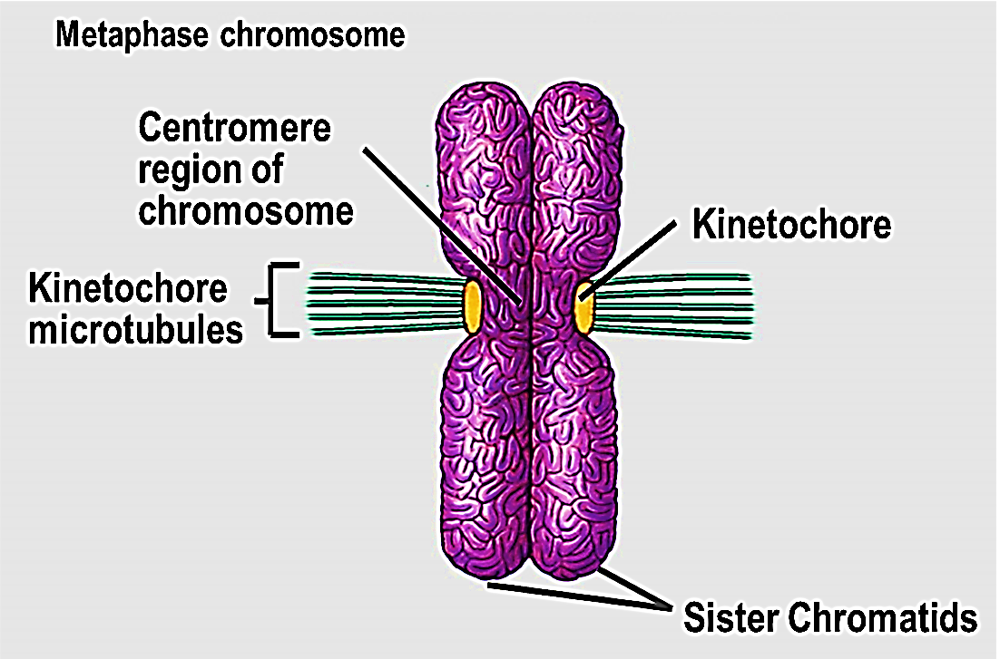 Metaphase chromosome
Centromere
region of
chromosome
Kinetochore
Kinetochore
microtubules
Sister Chromatids